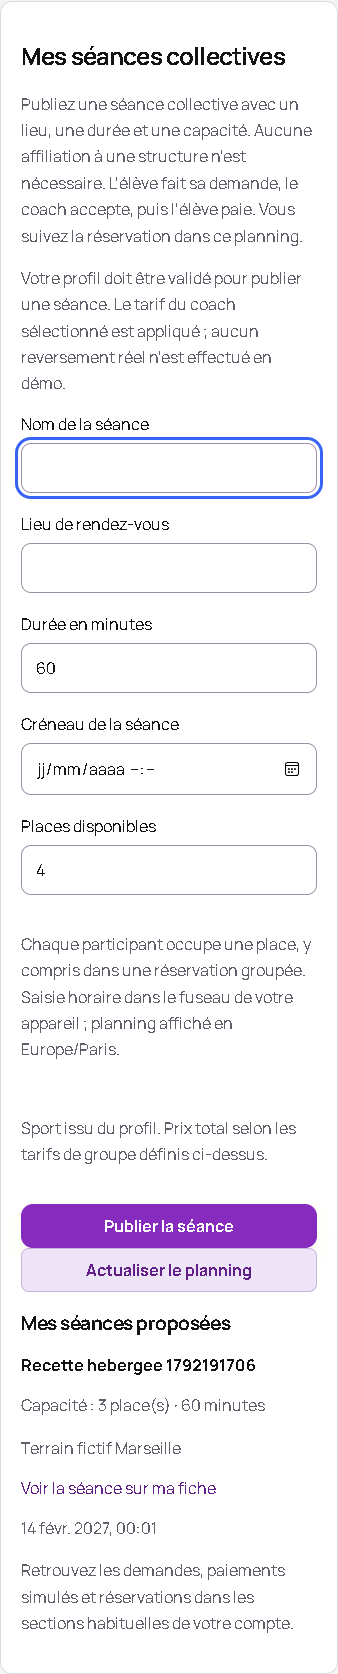 Mes séances collectives
Publiez une séance collective avec un
lieu, une durée et une capacité. Aucune
affiliation à une structure n'est
nécessaire. L'élève fait sa demande, le
coach accepte, puis l'élève paie. Vous
suivez la réservation dans ce planning.
Votre profil doit être validé pour publier
une séance. Le tarif du coach
sélectionné est appliqué ; aucun
reversement réel n'est effectué en
démo.
Nom de la séance
Lieu de rendez-vous
Durée en minutes
60
Créneau de la séance
jj/mm/aaaa --:--
Places disponibles
4
Chaque participant occupe une place, y
compris dans une réservation groupée.
Saisie horaire dans le fuseau de votre
appareil ; planning affiché en
Europe/Paris.
Sport issu du profil. Prix total selon les
tarifs de groupe définis ci-dessus.
Publier la séance
Actualiser le planning
Mes séances proposées
Recette hebergee 1792191706
Capacité : 3 place(s) · 60 minutes
Terrain fictif Marseille
Voir la séance sur ma fiche
14 févr. 2027, 00:01
Retrouvez les demandes, paiements
simulés et réservations dans les
sections habituelles de votre compte.